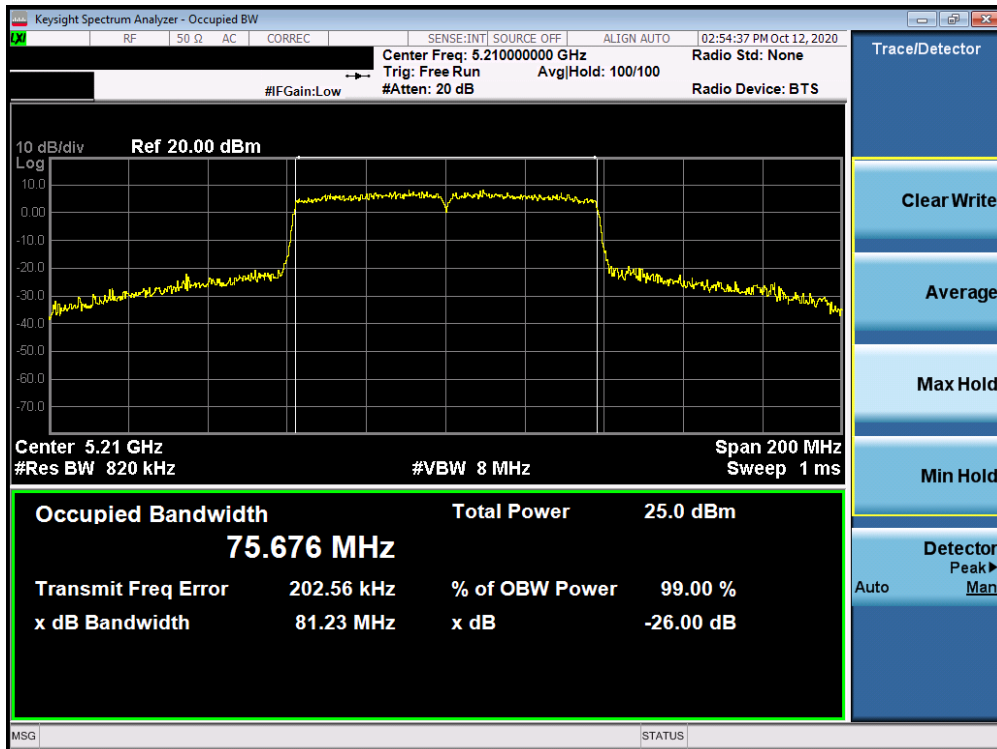 Keysight Spectrum Analyzer - Occupied BW
LXI RF 50 Ω AC CORREC SENSE:INT SOURCE OFF ALIGN AUTO 02:54:37 PM Oct 12, 2020
Center Freq: 5.210000000 GHz Radio Std: None
Trig: Free Run Avg|Hold: 100/100
#IFGain:Low #Atten: 20 dB Radio Device: BTS
10 dB/div Ref 20.00 dBm
Log
10.0
0.00
-10.0
-20.0
-30.0
-40.0
-50.0
-60.0
-70.0
Center 5.21 GHz Span 200 MHz
#Res BW 820 kHz #VBW 8 MHz Sweep 1 ms
Occupied Bandwidth Total Power 25.0 dBm
75.676 MHz
Transmit Freq Error 202.56 kHz % of OBW Power 99.00 %
x dB Bandwidth 81.23 MHz x dB -26.00 dB
MSG STATUS
Trace/Detector
Clear Write
Average
Max Hold
Min Hold
Detector
Peak▶
Auto Man